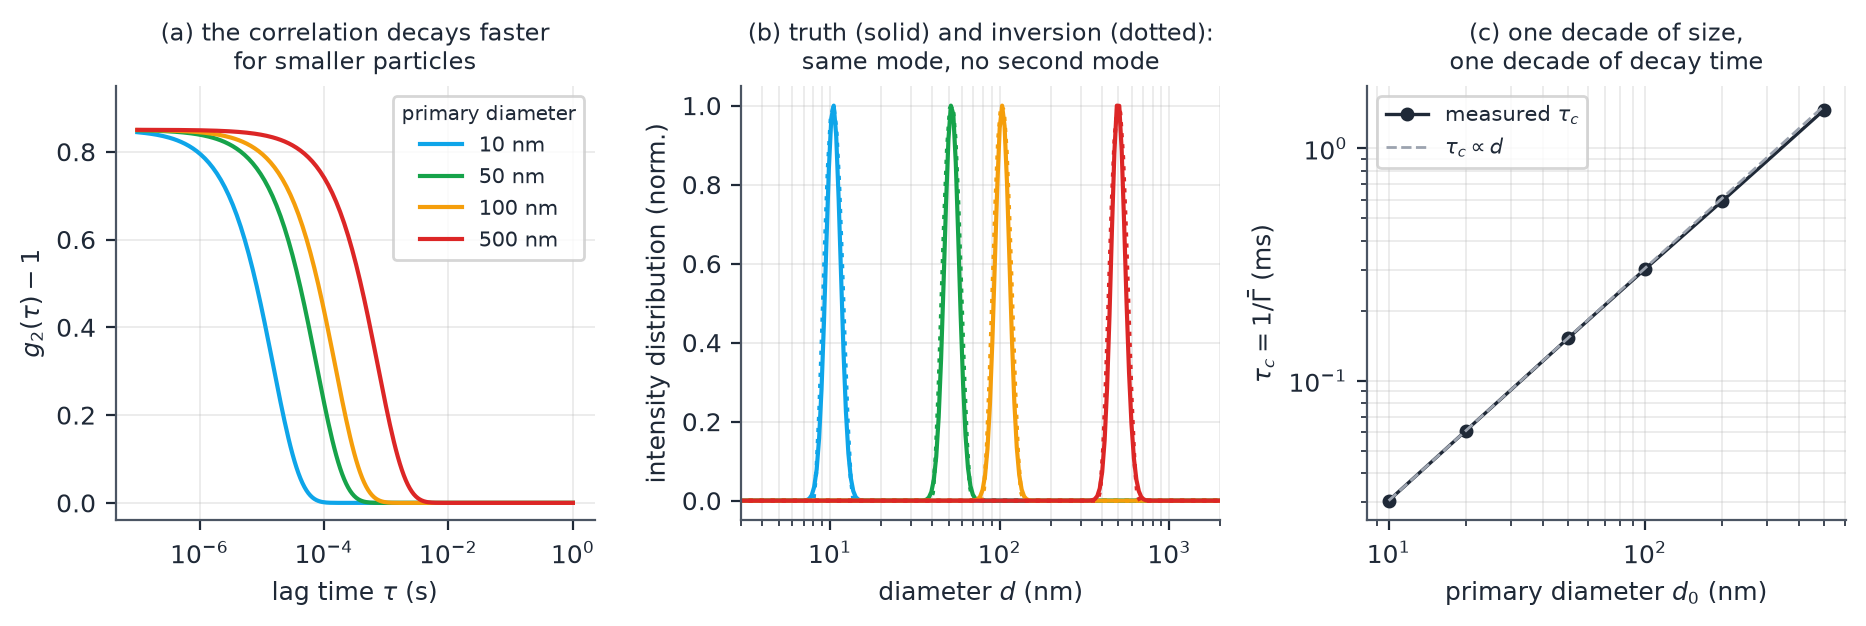 (a) the correlation decays faster
for smaller particles
g₂(τ) − 1
0.8
0.6
0.4
0.2
0.0
primary diameter
10 nm
50 nm
100 nm
500 nm
10⁻⁶
10⁻⁴
10⁻²
10⁰
lag time τ (s)
(b) truth (solid) and inversion (dotted):
same mode, no second mode
intensity distribution (norm.)
1.0
0.8
0.6
0.4
0.2
0.0
10¹
10²
10³
diameter d (nm)
(c) one decade of size,
one decade of decay time
τ_c = 1/Γ̄ (ms)
10⁰
10⁻¹
measured τ_c
τ_c ∝ d
10¹
10²
primary diameter d₀ (nm)